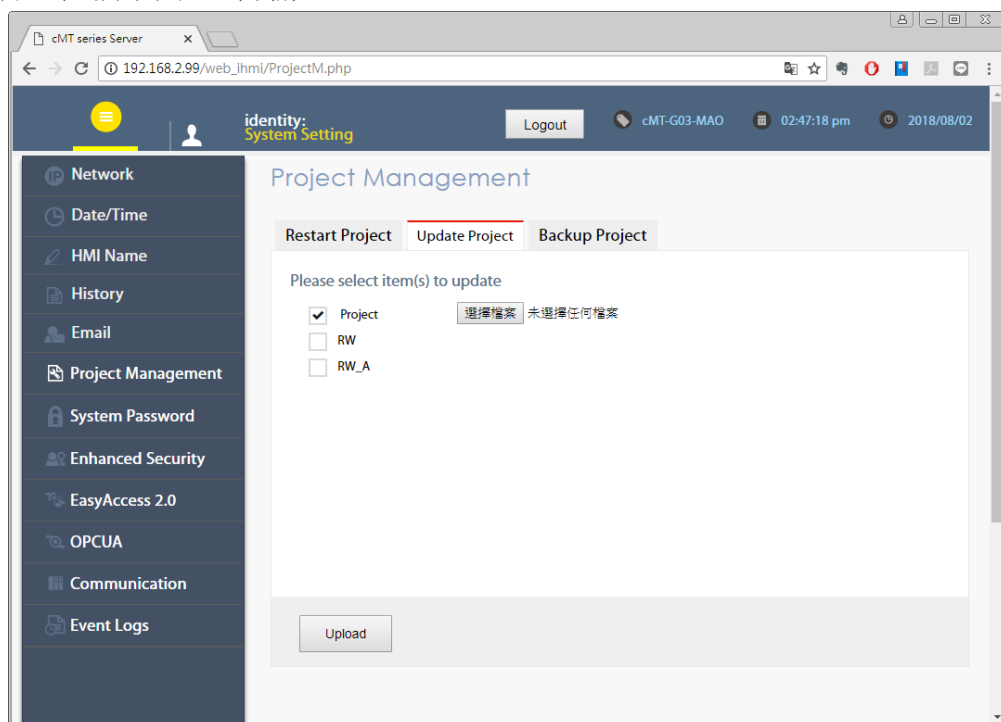 cMT series Server
192.168.2.99/web_ihmi/ProjectM.php
identity:
System Setting
Logout
cMT-G03-MAO
02:47:18 pm
2018/08/02
IP Network
Date/Time
HMI Name
History
Email
Project Management
System Password
Enhanced Security
EasyAccess 2.0
OPCUA
Communication
Event Logs
Project Management
Restart Project Update Project Backup Project
Please select item(s) to update
Project 選擇檔案 未選擇任何檔案
RW
RW_A
Upload